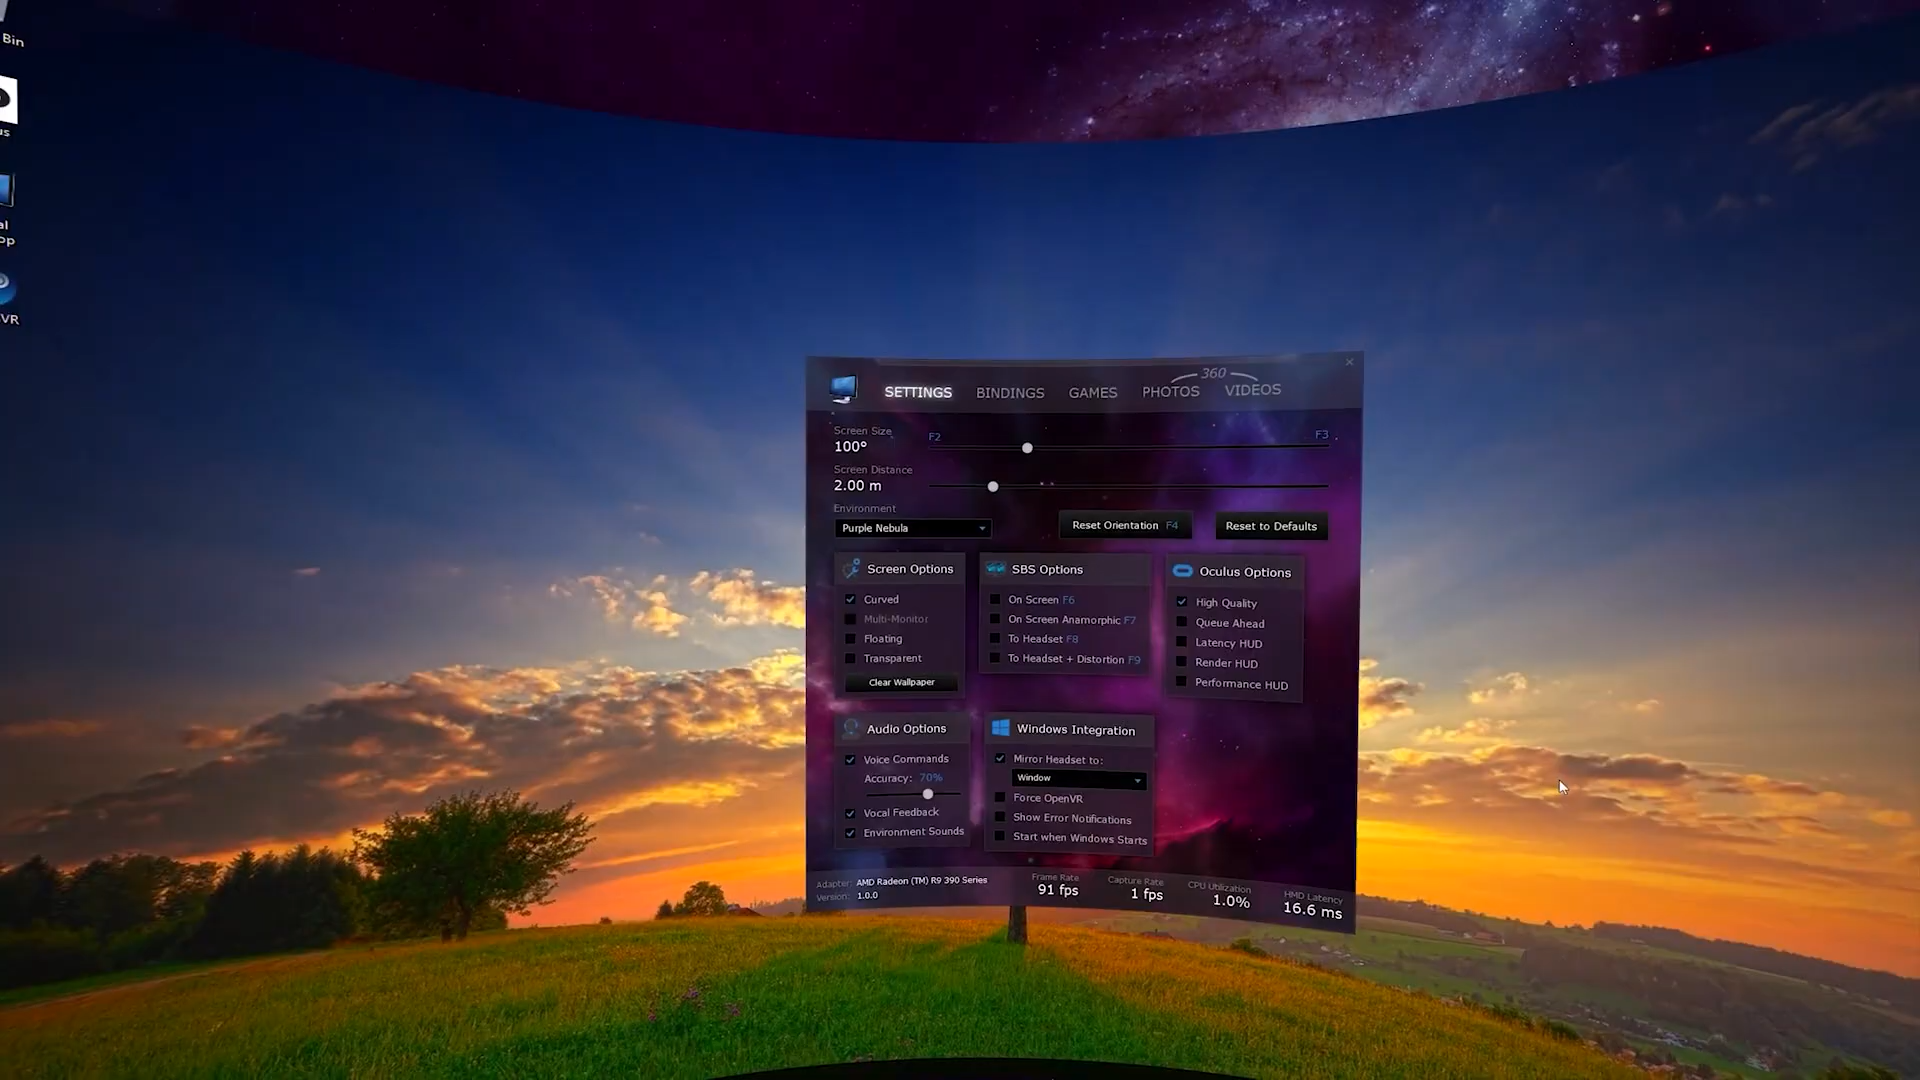 Bin
us
al
op
VR
360
SETTINGS BINDINGS GAMES PHOTOS VIDEOS
Screen Size
100°
F2 F3
Screen Distance
2.00 m
Environment
Purple Nebula
Reset Orientation F4
Reset to Defaults
Screen Options
Curved
Multi-Monitor
Floating
Transparent
Clear Wallpaper
SBS Options
On Screen F6
On Screen Anamorphic F7
To Headset F8
To Headset + Distortion F9
Oculus Options
High Quality
Queue Ahead
Latency HUD
Render HUD
Performance HUD
Audio Options
Voice Commands
Accuracy: 70%
Vocal Feedback
Environment Sounds
Windows Integration
Mirror Headset to:
Window
Force OpenVR
Show Error Notifications
Start when Windows Starts
Adapter: AMD Radeon (TM) R9 390 Series
Version: 1.0.0
Frame Rate
91 fps
Capture Rate
1 fps
CPU Utilization
1.0%
HMD Latency
16.6 ms